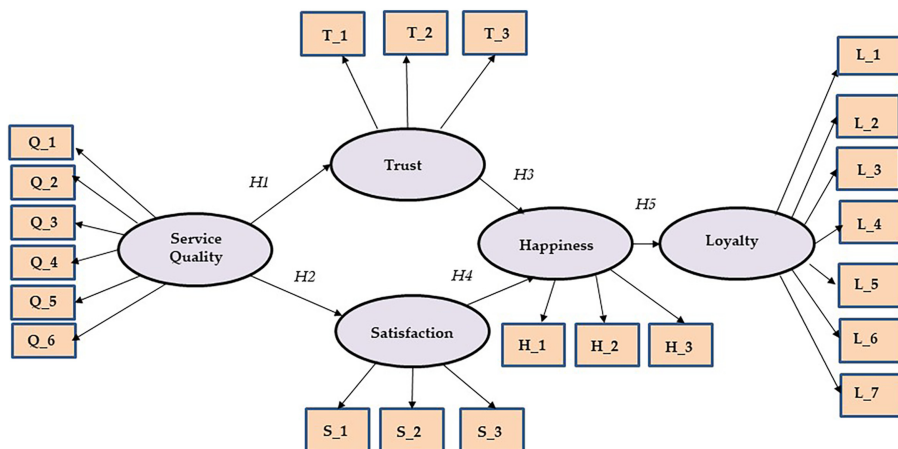 T_1
T_2
T_3
L_1
L_2
L_3
L_4
L_5
L_6
L_7
Q_1
Q_2
Q_3
Q_4
Q_5
Q_6
H1
H2
H3
H4
H5
Trust
Service
Quality
Happiness
Loyalty
Satisfaction
H_1
H_2
H_3
S_1
S_2
S_3